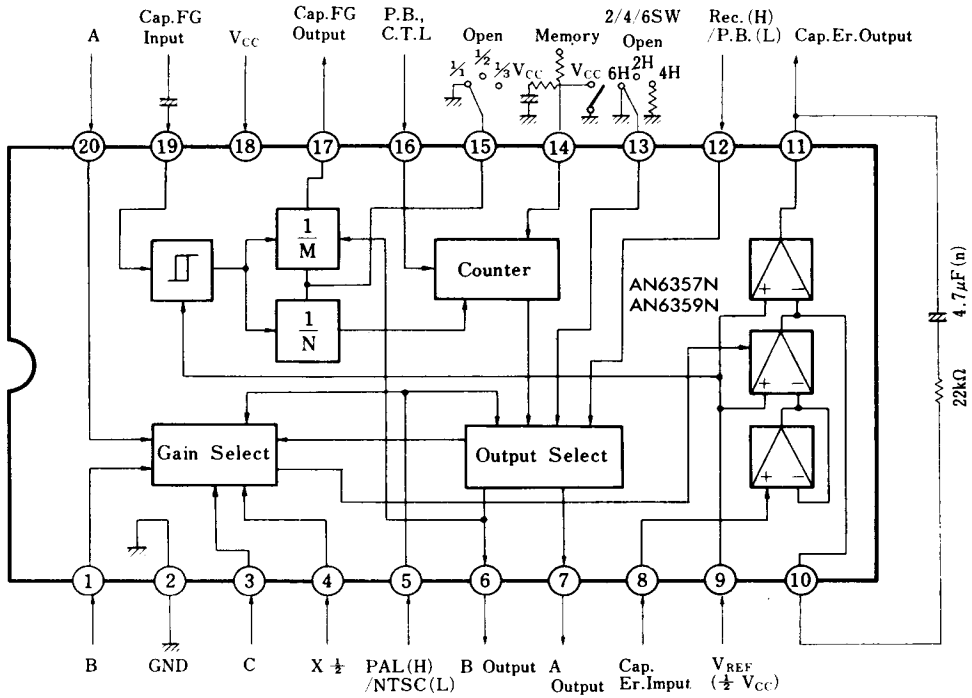 A
Cap.FG
Input
VCC
Cap.FG
Output
P.B.,
C.T.L
Open
1/1
1/2
1/3
Memory
VCC
VCC
2/4/6SW
Open
6H
2H
4H
Rec.(H)
/P.B.(L)
Cap.Er.Output
20
19
18
17
16
15
14
13
12
11
1
M
Counter
1
N
AN6357N
AN6359N
+
−
+
−
+
−
4.7μF(n)
22kΩ
Gain Select
Output Select
1
2
3
4
5
6
7
8
9
10
B
GND
C
X 1/2
PAL(H)
/NTSC(L)
B Output
A
Output
Cap.
Er.Imput
VREF
(1/2 VCC)